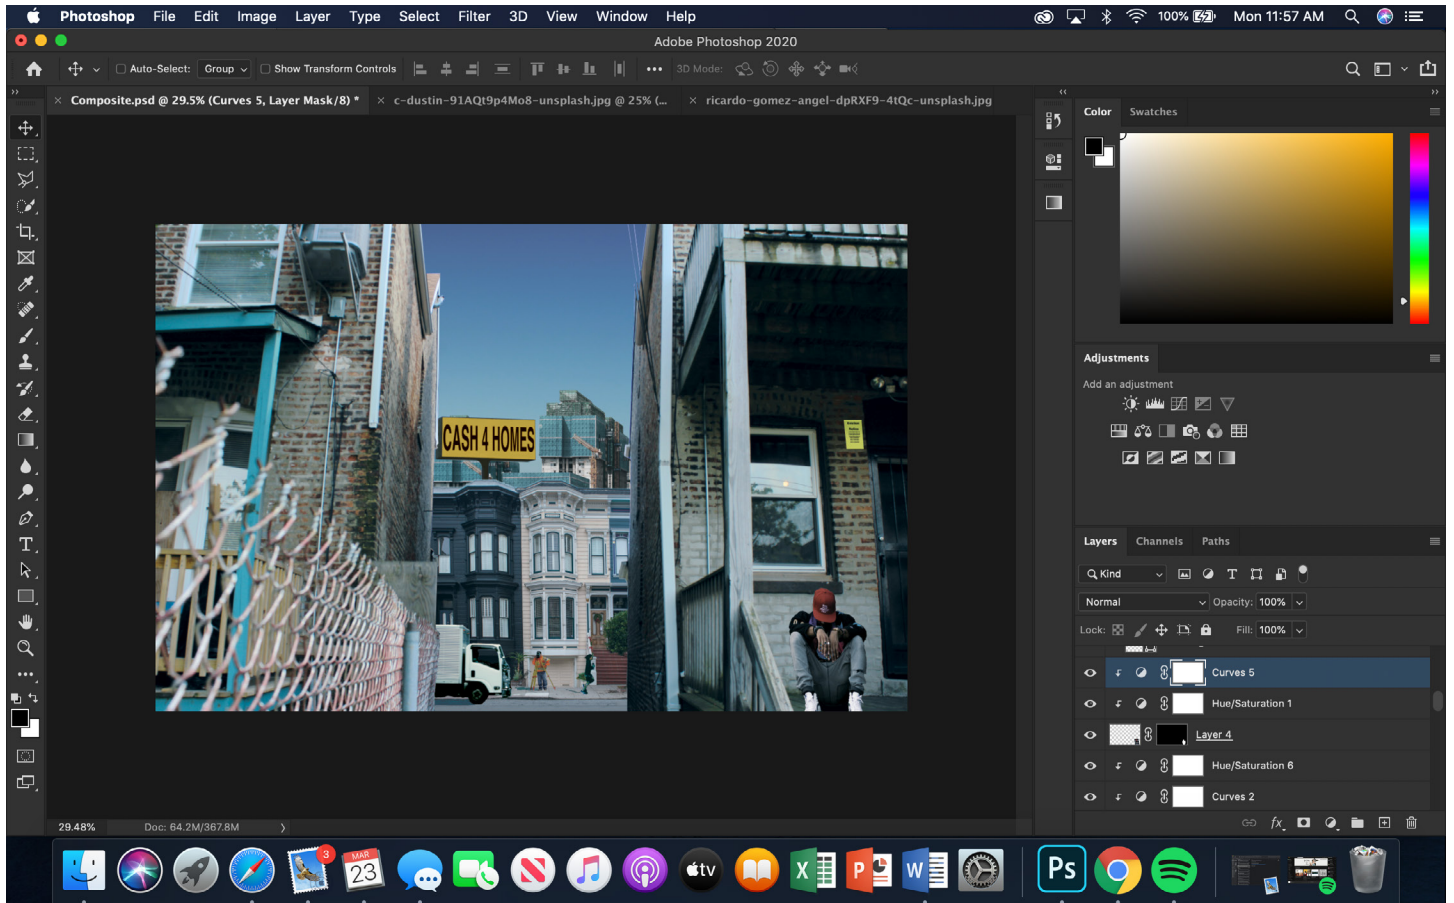 Photoshop File Edit Image Layer Type Select Filter 3D View Window Help 100% Mon 11:57 AM
Adobe Photoshop 2020
Auto-Select: Group Show Transform Controls 3D Mode:
× Composite.psd @ 29.5% (Curves 5, Layer Mask/8) * × c-dustin-91AQt9p4Mo8-unsplash.jpg @ 25% (... × ricardo-gomez-angel-dpRXF9-4tQc-unsplash.jpg
Color Swatches
CASH 4 HOMES
Adjustments
Add an adjustment
Layers Channels Paths
Kind
Normal Opacity: 100%
Lock: Fill: 100%
Curves 5
Hue/Saturation 1
Layer 4
Hue/Saturation 6
Curves 2
fx
29.48% Doc: 64.2M/367.8M
3
MAR
23
tv
X
P
W
Ps